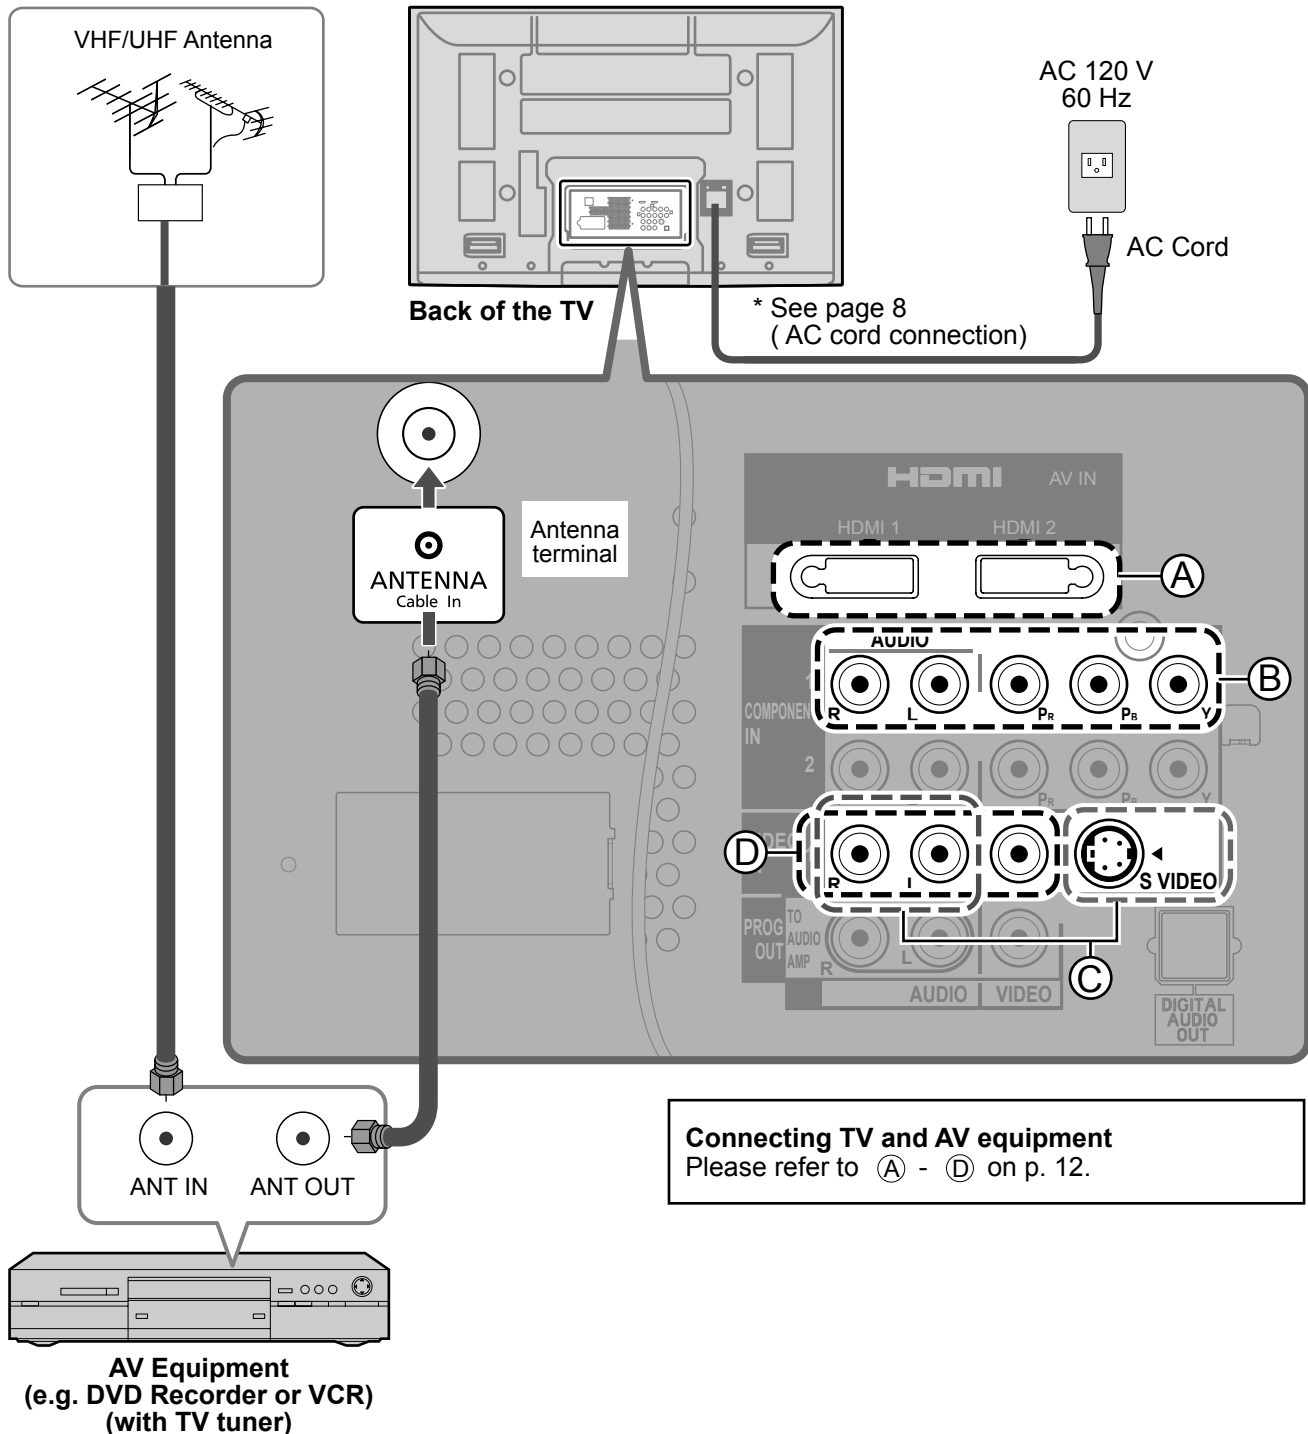 VHF/UHF Antenna
AC 120 V
60 Hz
AC Cord
Back of the TV
* See page 8
( AC cord connection)
HDMI AV IN
HDMI 1 HDMI 2
A
ANTENNA
Cable In
Antenna
terminal
AUDIO
B
1
R L PR PB Y
COMPONENT
IN
2
PR PB Y
D
R L
S VIDEO
PROG
OUT
TO
AUDIO
AMP
R L
C
AUDIO VIDEO
DIGITAL
AUDIO
OUT
Connecting TV and AV equipment
Please refer to A - D on p. 12.
ANT IN ANT OUT
AV Equipment
(e.g. DVD Recorder or VCR)
(with TV tuner)